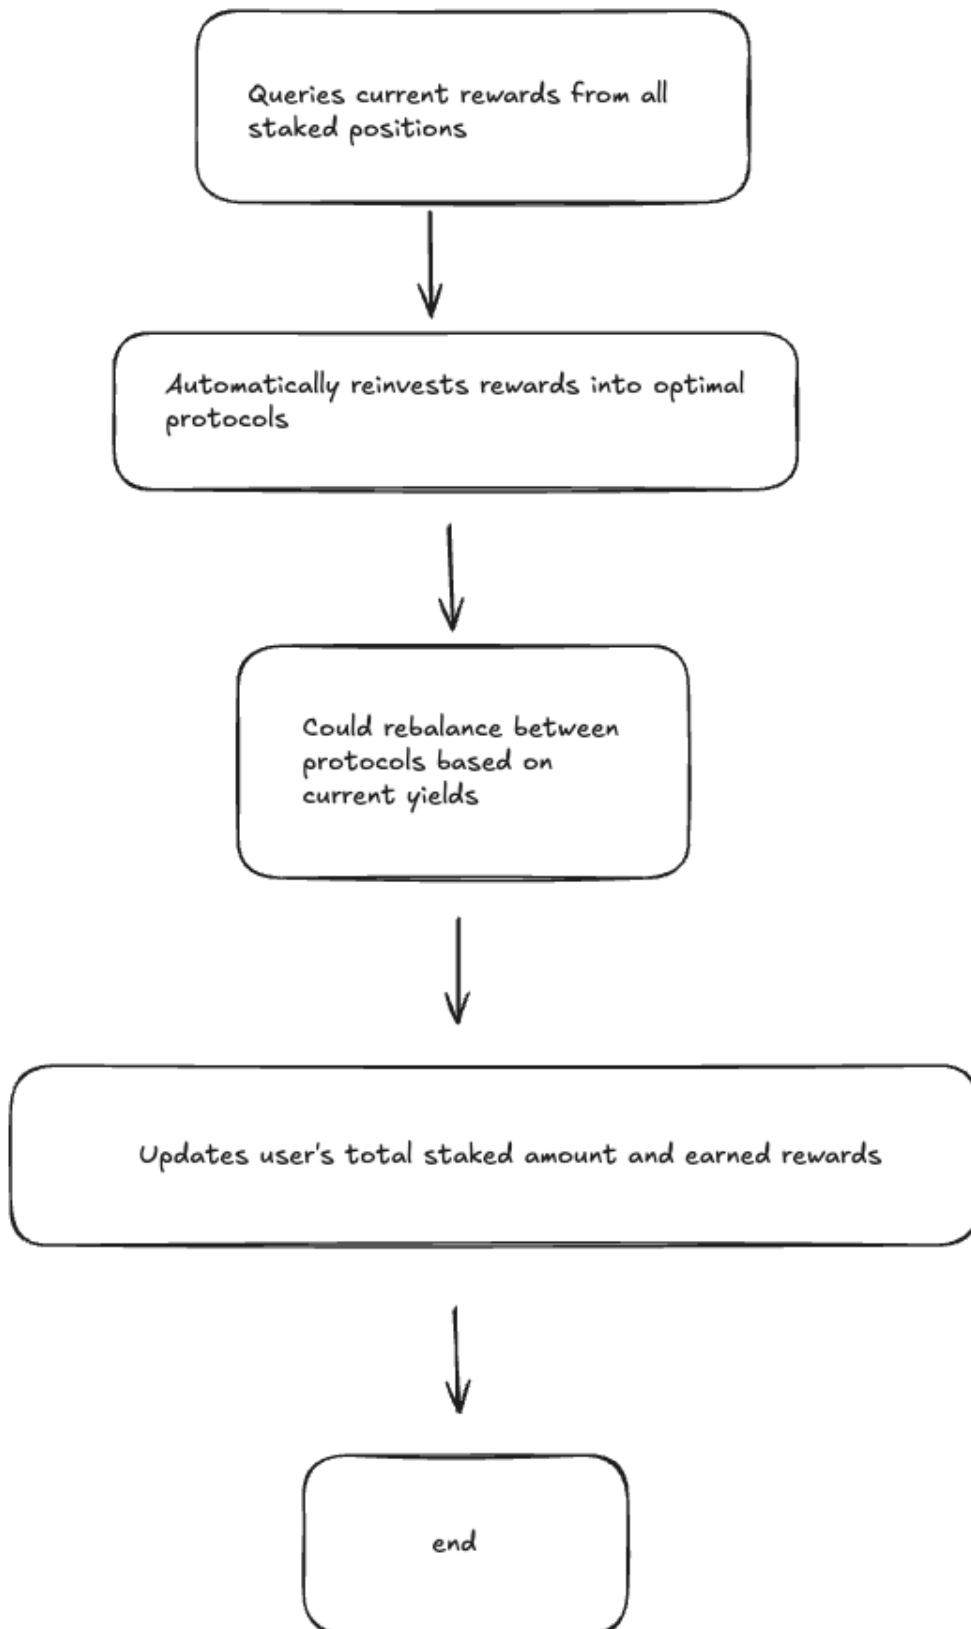 Queries current rewards from all
staked positions
Automatically reinvests rewards into optimal
protocols
Could rebalance between
protocols based on
current yields
Updates user's total staked amount and earned rewards
end